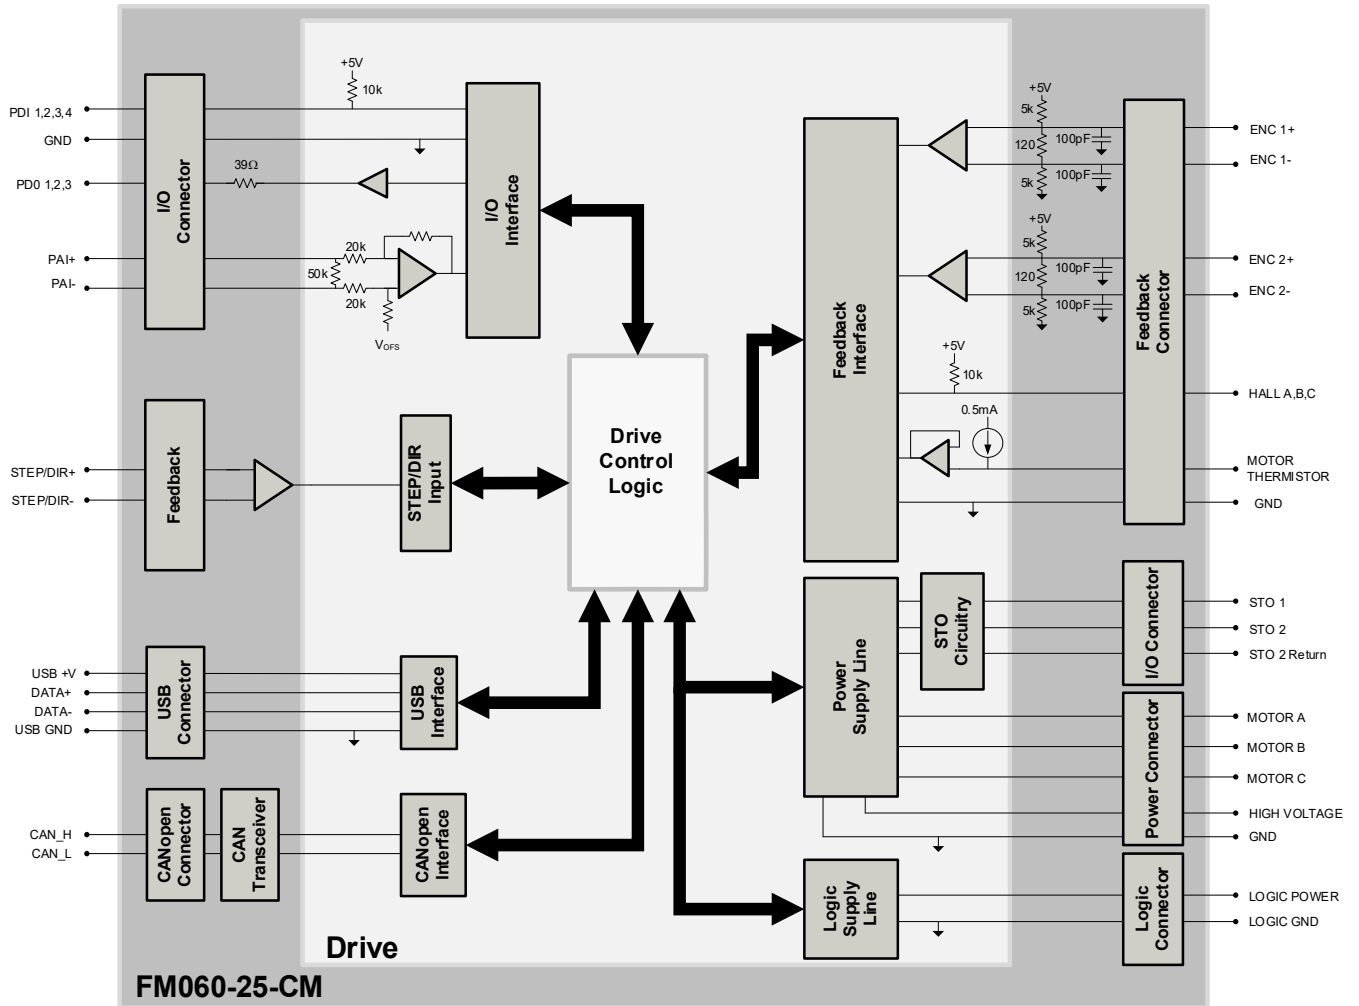 PDI 1,2,3,4
GND
PD0 1,2,3
PAI+
PAI-
I/O
Connector
+5V
10k
39Ω
20k
50k
20k
VOFS
I/O
Interface
STEP/DIR+
STEP/DIR-
Feedback
STEP/DIR
Input
USB +V
DATA+
DATA-
USB GND
USB
Connector
USB
Interface
CAN_H
CAN_L
CANopen
Connector
CAN
Transceiver
CANopen
Interface
Drive
Control
Logic
Feedback
Interface
+5V
5k
120
5k
100pF
100pF
+5V
5k
120
5k
100pF
100pF
+5V
10k
0.5mA
Feedback
Connector
ENC 1+
ENC 1-
ENC 2+
ENC 2-
HALL A,B,C
MOTOR
THERMISTOR
GND
Power
Supply Line
STO
Circuitry
I/O Connector
STO 1
STO 2
STO 2 Return
Power Connector
MOTOR A
MOTOR B
MOTOR C
HIGH VOLTAGE
GND
Logic
Supply
Line
Logic
Connector
LOGIC POWER
LOGIC GND
Drive
FM060-25-CM